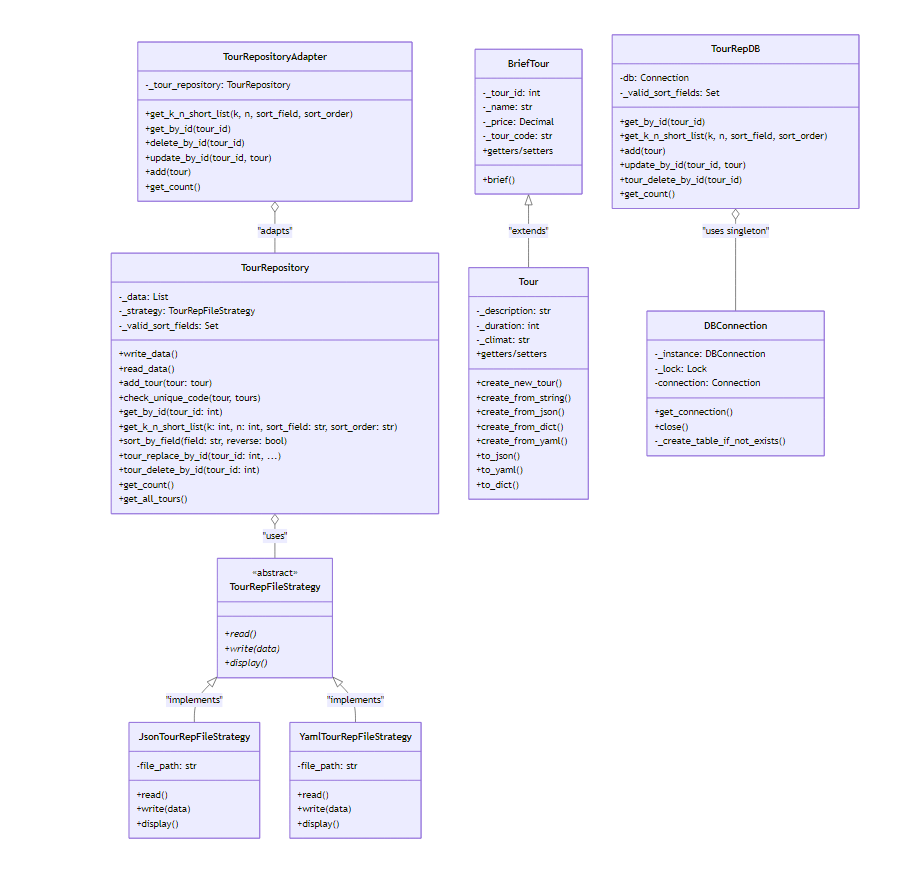 TourRepositoryAdapter
-_tour_repository: TourRepository
+get_k_n_short_list(k, n, sort_field, sort_order)
+get_by_id(tour_id)
+delete_by_id(tour_id)
+update_by_id(tour_id, tour)
+add(tour)
+get_count()
"adapts"
TourRepository
-_data: List
-_strategy: TourRepFileStrategy
-_valid_sort_fields: Set
+write_data()
+read_data()
+add_tour(tour: tour)
+check_unique_code(tour, tours)
+get_by_id(tour_id: int)
+get_k_n_short_list(k: int, n: int, sort_field: str, sort_order: str)
+sort_by_field(field: str, reverse: bool)
+tour_replace_by_id(tour_id: int, ...)
+tour_delete_by_id(tour_id: int)
+get_count()
+get_all_tours()
"uses"
«abstract»
TourRepFileStrategy
+read()
+write(data)
+display()
"implements"
"implements"
JsonTourRepFileStrategy
-file_path: str
+read()
+write(data)
+display()
YamlTourRepFileStrategy
-file_path: str
+read()
+write(data)
+display()
BriefTour
-_tour_id: int
-_name: str
-_price: Decimal
-_tour_code: str
+getters/setters
+brief()
"extends"
Tour
-_description: str
-_duration: int
-_climat: str
+getters/setters
+create_new_tour()
+create_from_string()
+create_from_json()
+create_from_dict()
+create_from_yaml()
+to_json()
+to_yaml()
+to_dict()
TourRepDB
-db: Connection
-_valid_sort_fields: Set
+get_by_id(tour_id)
+get_k_n_short_list(k, n, sort_field, sort_order)
+add(tour)
+update_by_id(tour_id, tour)
+tour_delete_by_id(tour_id)
+get_count()
"uses singleton"
DBConnection
-_instance: DBConnection
-_lock: Lock
-connection: Connection
+get_connection()
+close()
-_create_table_if_not_exists()